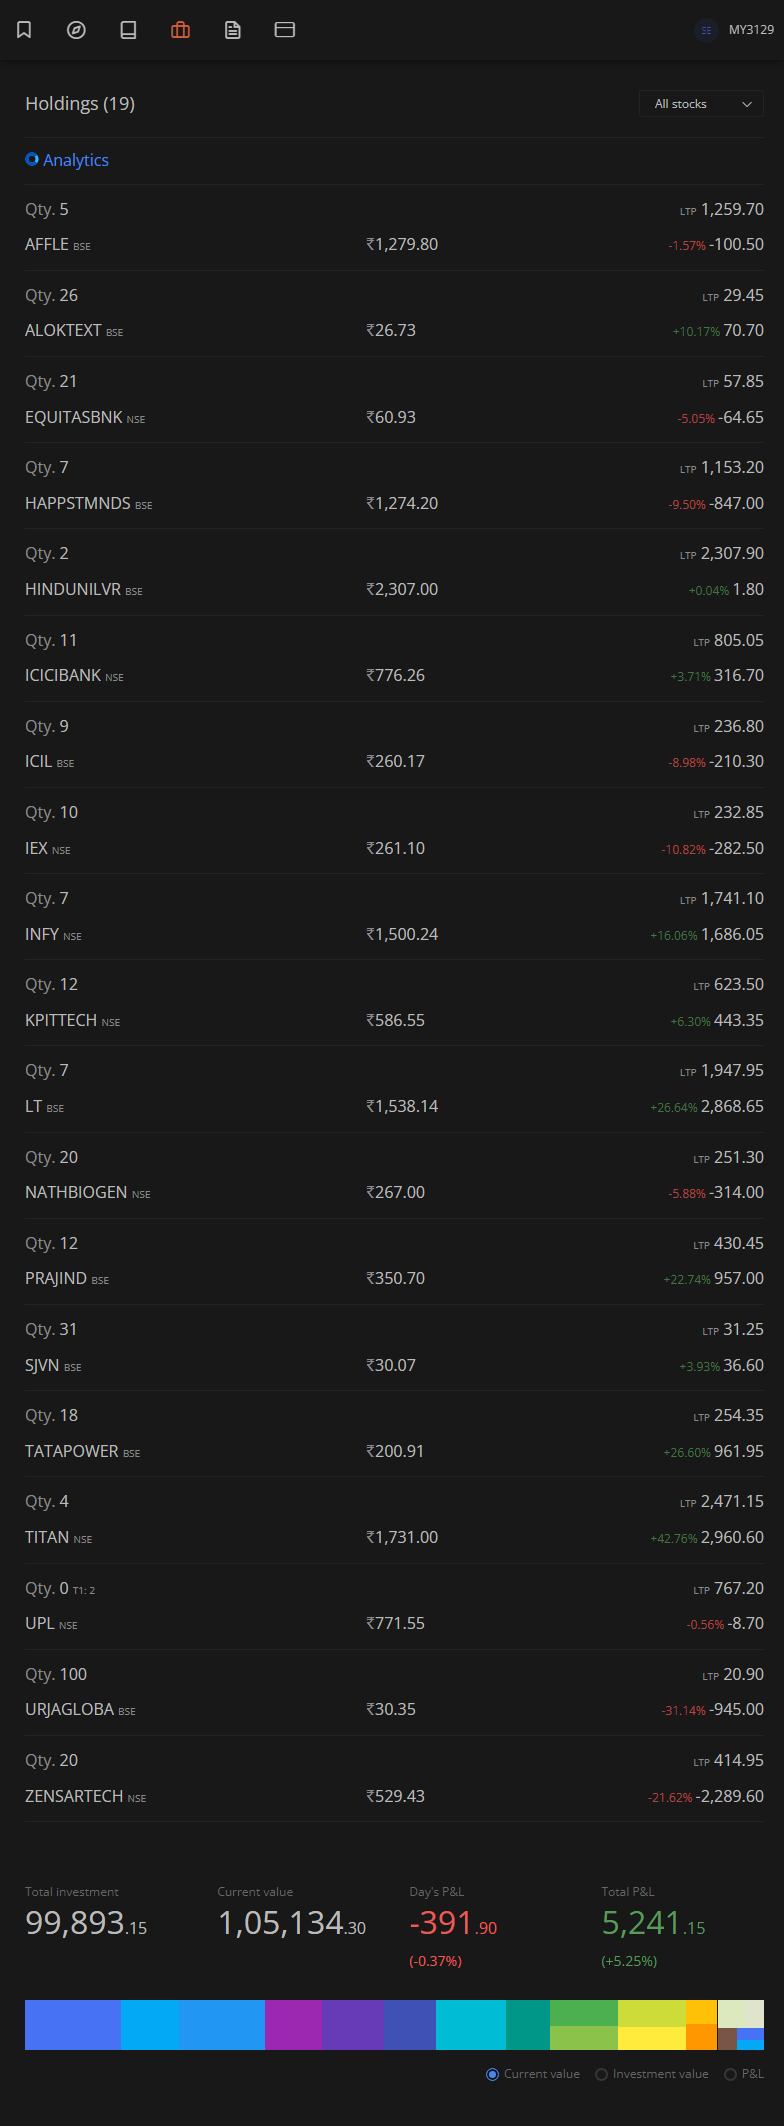 SE MY3129
Holdings (19) All stocks
Analytics
Qty. 5 LTP 1,259.70
AFFLE BSE ₹1,279.80 -1.57% -100.50
Qty. 26 LTP 29.45
ALOKTEXT BSE ₹26.73 +10.17% 70.70
Qty. 21 LTP 57.85
EQUITASBNK NSE ₹60.93 -5.05% -64.65
Qty. 7 LTP 1,153.20
HAPPSTMNDS BSE ₹1,274.20 -9.50% -847.00
Qty. 2 LTP 2,307.90
HINDUNILVR BSE ₹2,307.00 +0.04% 1.80
Qty. 11 LTP 805.05
ICICIBANK NSE ₹776.26 +3.71% 316.70
Qty. 9 LTP 236.80
ICIL BSE ₹260.17 -8.98% -210.30
Qty. 10 LTP 232.85
IEX NSE ₹261.10 -10.82% -282.50
Qty. 7 LTP 1,741.10
INFY NSE ₹1,500.24 +16.06% 1,686.05
Qty. 12 LTP 623.50
KPITTECH NSE ₹586.55 +6.30% 443.35
Qty. 7 LTP 1,947.95
LT BSE ₹1,538.14 +26.64% 2,868.65
Qty. 20 LTP 251.30
NATHBIOGEN NSE ₹267.00 -5.88% -314.00
Qty. 12 LTP 430.45
PRAJIND BSE ₹350.70 +22.74% 957.00
Qty. 31 LTP 31.25
SJVN BSE ₹30.07 +3.93% 36.60
Qty. 18 LTP 254.35
TATAPOWER BSE ₹200.91 +26.60% 961.95
Qty. 4 LTP 2,471.15
TITAN NSE ₹1,731.00 +42.76% 2,960.60
Qty. 0 T1: 2 LTP 767.20
UPL NSE ₹771.55 -0.56% -8.70
Qty. 100 LTP 20.90
URJAGLOBA BSE ₹30.35 -31.14% -945.00
Qty. 20 LTP 414.95
ZENSARTECH NSE ₹529.43 -21.62% -2,289.60
Total investment Current value Day's P&L Total P&L
99,893.15 1,05,134.30 -391.90 5,241.15
(-0.37%) (+5.25%)
Current value Investment value P&L